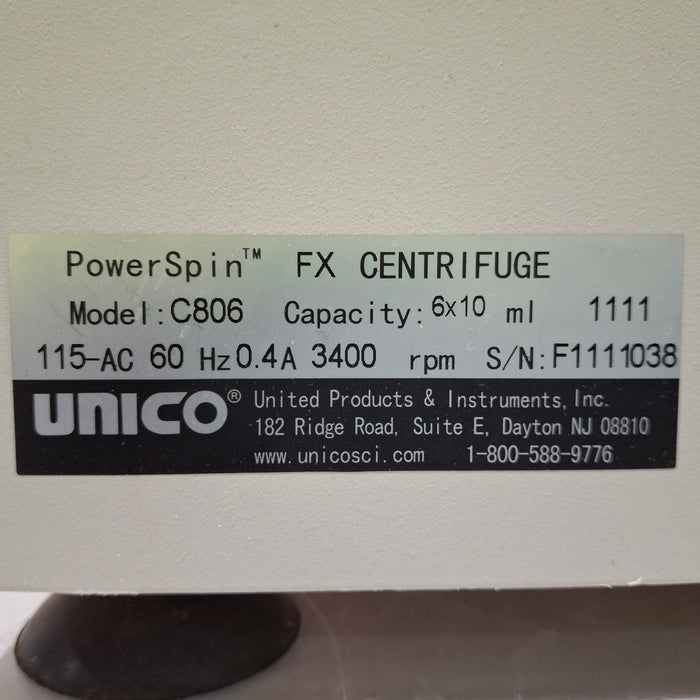 PowerSpin™ FX CENTRIFUGE
Model:C806 Capacity:6x10 ml 1111
115-AC 60 Hz 0.4A 3400 rpm S/N:F1111038
UNICO® United Products & Instruments, Inc.
182 Ridge Road, Suite E, Dayton NJ 08810
www.unicosci.com 1-800-588-9776